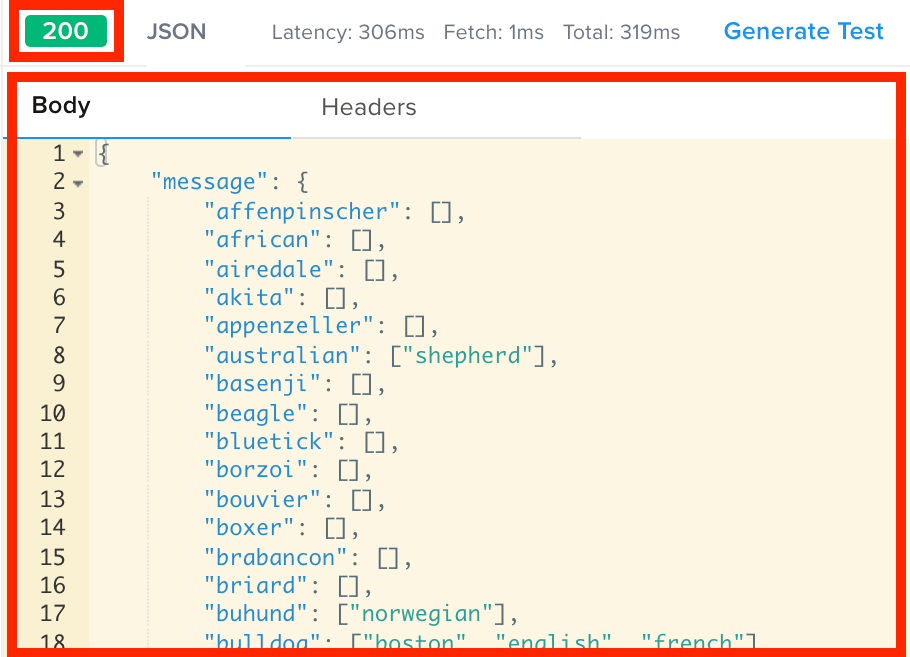 200 JSON Latency: 306ms Fetch: 1ms Total: 319ms Generate Test
Body Headers
1 {
2 "message": {
3 "affenpinscher": [],
4 "african": [],
5 "airedale": [],
6 "akita": [],
7 "appenzeller": [],
8 "australian": ["shepherd"],
9 "basenji": [],
10 "beagle": [],
11 "bluetick": [],
12 "borzoi": [],
13 "bouvier": [],
14 "boxer": [],
15 "brabancon": [],
16 "briard": [],
17 "buhund": ["norwegian"],
18 "bulldog": ["boston", "english", "french"]